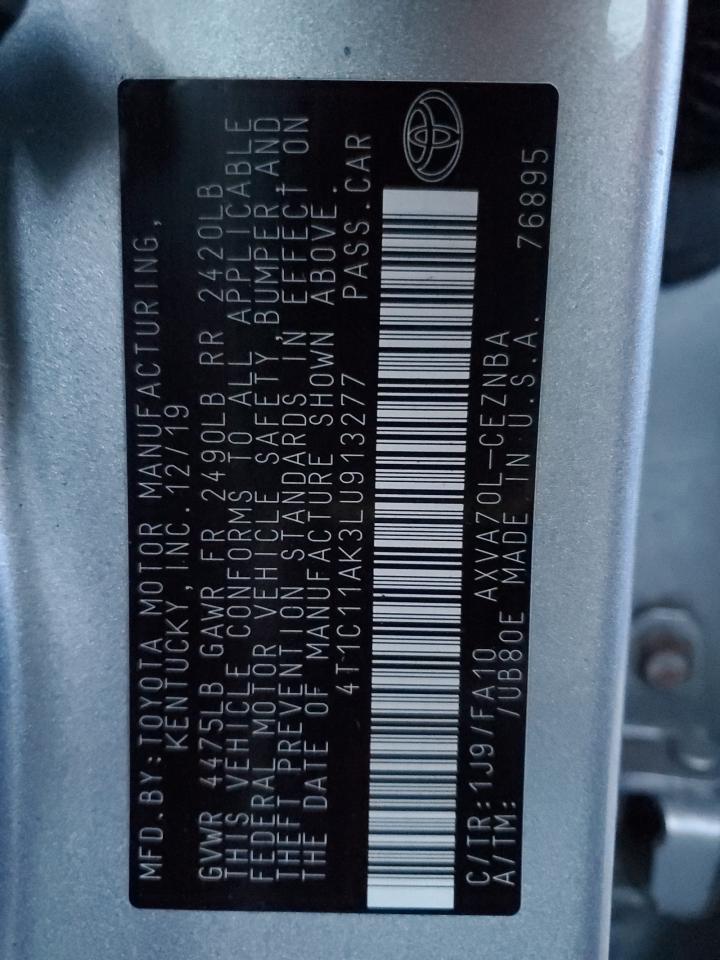 MFD.BY:TOYOTA MOTOR MANUFACTURING,
KENTUCKY, INC. 12/19
GVWR 4475LB GAWR FR 2490LB RR 2420LB
THIS VEHICLE CONFORMS TO ALL APPLICABLE
FEDERAL MOTOR VEHICLE SAFETY, BUMPER, AND
THEFT PREVENTION STANDARDS IN EFFECT ON
THE DATE OF MANUFACTURE SHOWN ABOVE.
4T1C11AK3LU913277 PASS.CAR
C/TR:1J9/FA10 AXVA70L-CEZNBA
A/TM: /UB80E MADE IN U.S.A. 76895